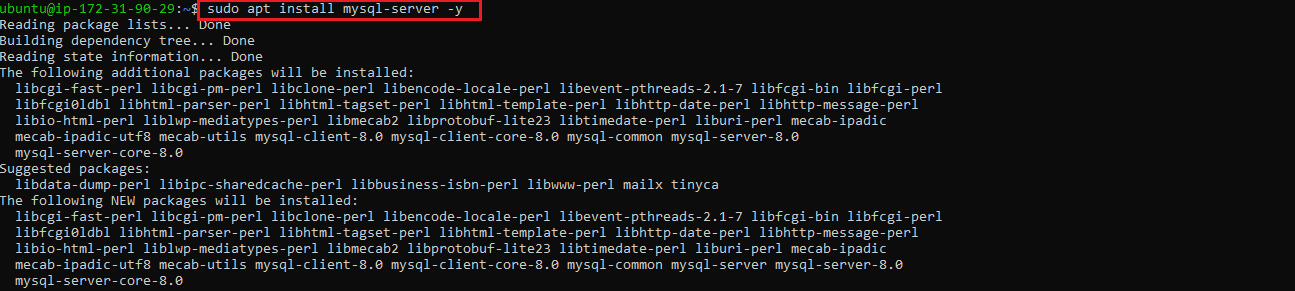 ubuntu@ip-172-31-90-29:~$ sudo apt install mysql-server -y
Reading package lists... Done
Building dependency tree... Done
Reading state information... Done
The following additional packages will be installed:
  libcgi-fast-perl libcgi-pm-perl libclone-perl libencode-locale-perl libevent-pthreads-2.1-7 libfcgi-bin libfcgi-perl
  libfcgi0ldbl libhtml-parser-perl libhtml-tagset-perl libhtml-template-perl libhttp-date-perl libhttp-message-perl
  libio-html-perl liblwp-mediatypes-perl libmecab2 libprotobuf-lite23 libtimedate-perl liburi-perl mecab-ipadic
  mecab-ipadic-utf8 mecab-utils mysql-client-8.0 mysql-client-core-8.0 mysql-common mysql-server-8.0
  mysql-server-core-8.0
Suggested packages:
  libdata-dump-perl libipc-sharedcache-perl libbusiness-isbn-perl libwww-perl mailx tinyca
The following NEW packages will be installed:
  libcgi-fast-perl libcgi-pm-perl libclone-perl libencode-locale-perl libevent-pthreads-2.1-7 libfcgi-bin libfcgi-perl
  libfcgi0ldbl libhtml-parser-perl libhtml-tagset-perl libhtml-template-perl libhttp-date-perl libhttp-message-perl
  libio-html-perl liblwp-mediatypes-perl libmecab2 libprotobuf-lite23 libtimedate-perl liburi-perl mecab-ipadic
  mecab-ipadic-utf8 mecab-utils mysql-client-8.0 mysql-client-core-8.0 mysql-common mysql-server mysql-server-8.0
  mysql-server-core-8.0